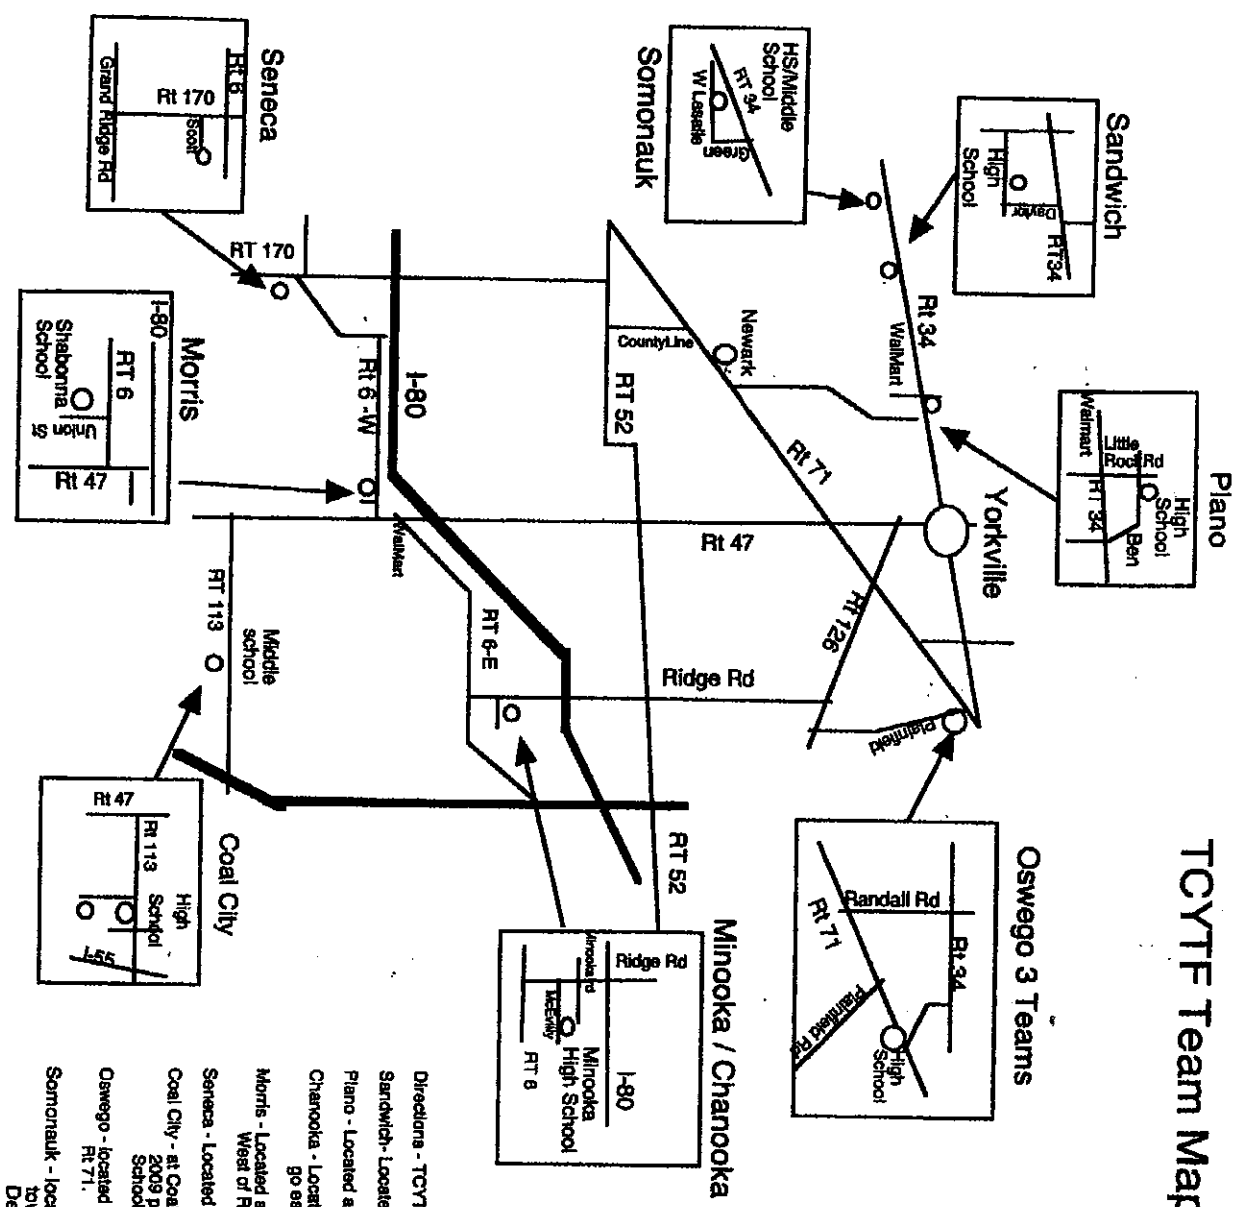 TCYTF Team Map
Plano
Little
Rock Rd
High
School
Ben
Walmart
RT 34
Sandwich
RT34
Daylor
High
School
HS/Middle
School
RT 34
W Lasalle
Green
Somonauk
Rt 34
WalMart
Yorkville
Newark
CountyLine
RT 52
Rt 71
Rt 47
Rt 126
Ridge Rd
Plainfield
Oswego 3 Teams
Rt 34
Randall Rd
Rt 71
Plainfield Rd
High
School
Seneca
Rt 6
Rt 170
Scott
Grand Ridge Rd
RT 170
I-80
Rt 6 -W
WalMart
RT 6-E
RT 52
Morris
I-80
RT 6
Shabonna
School
Union St
Rt 47
RT 113
Middle
school
Coal City
Rt 47
Rt 113
High
School
I-55
Minooka / Chanooka
Ridge Rd
I-80
Minooka rd
McEvilly
Minooka
High School
RT 6
Directions - TCYT
Sandwich- Locate
Plano - Located a
Chanooka - Locat
go ea
Morris - Located a
West of R
Seneca - Located
Coal City - at Coa
2009 p
School
Oswego - located
Rt 71.
Somonauk - loc
to
De